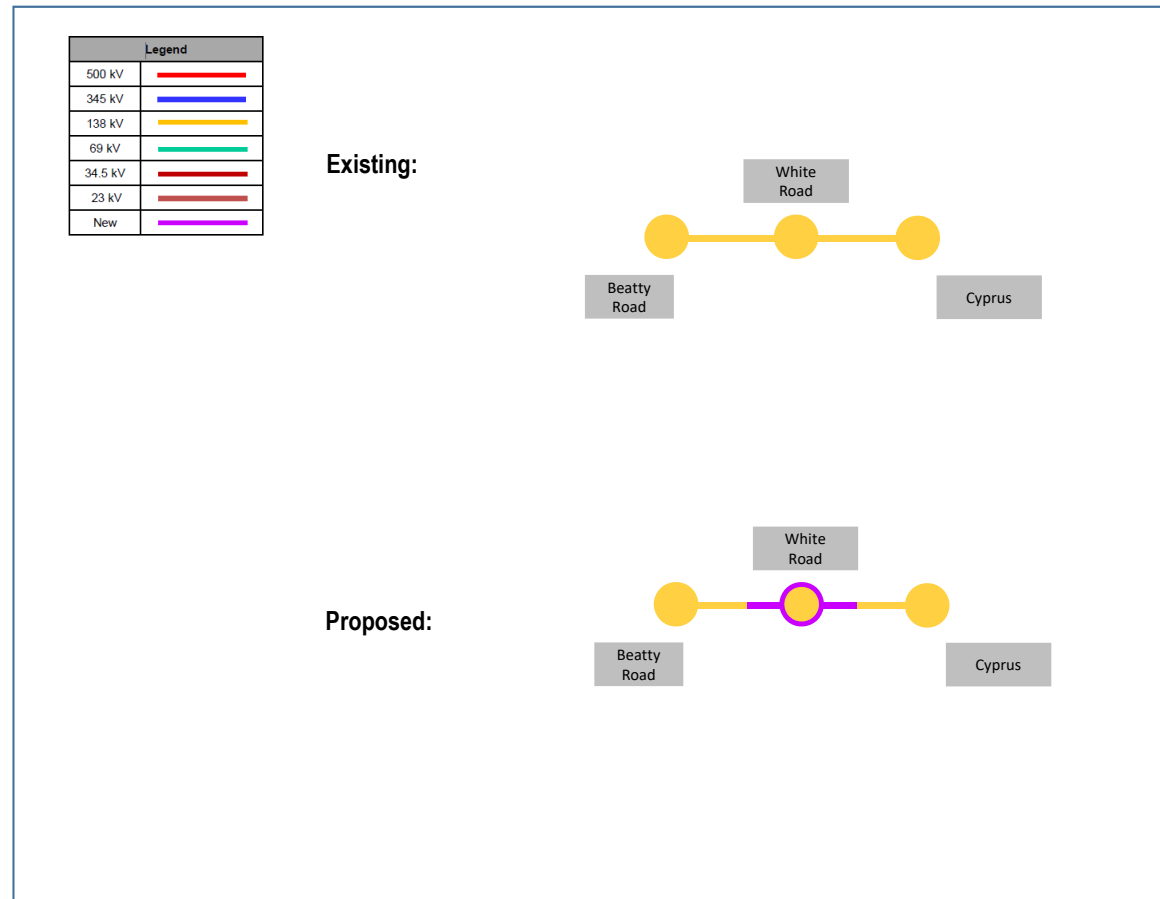 Legend
500 kV
345 kV
138 kV
69 kV
34.5 kV
23 kV
New
Existing:
White
Road
Beatty
Road
Cyprus
Proposed:
White
Road
Beatty
Road
Cyprus